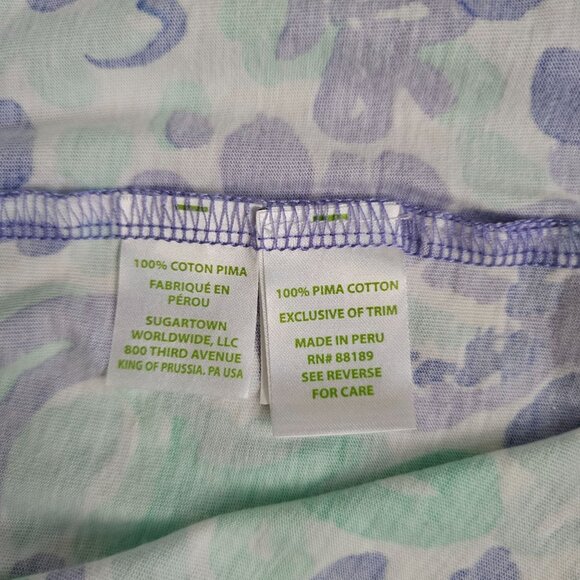 100% COTON PIMA
FABRIQUÉ EN
PÉROU
SUGARTOWN
WORLDWIDE, LLC
800 THIRD AVENUE
KING OF PRUSSIA, PA USA
100% PIMA COTTON
EXCLUSIVE OF TRIM
MADE IN PERU
RN# 88189
SEE REVERSE
FOR CARE